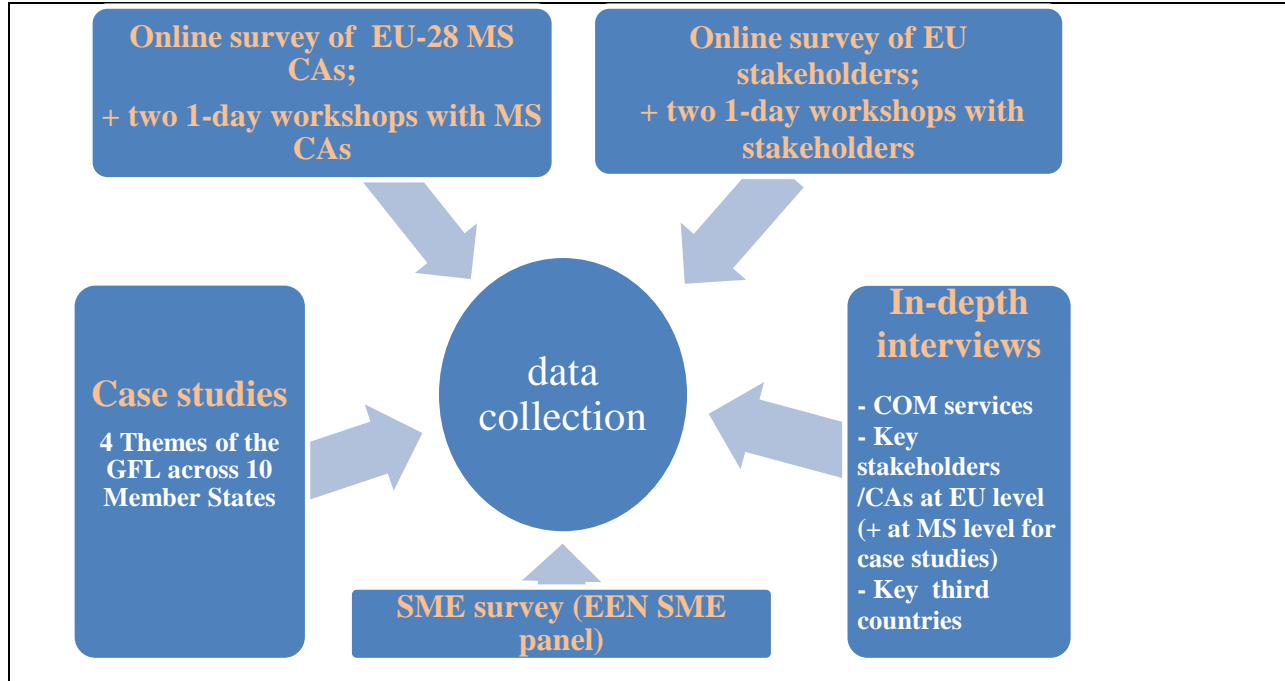 Online survey of EU-28 MS
CAs;
+ two 1-day workshops with MS
CAs
Online survey of EU
stakeholders;
+ two 1-day workshops with
stakeholders
Case studies
4 Themes of the
GFL across 10
Member States
data
collection
In-depth
interviews
- COM services
- Key
stakeholders
/CAs at EU level
(+ at MS level for
case studies)
- Key third
countries
SME survey (EEN SME
panel)